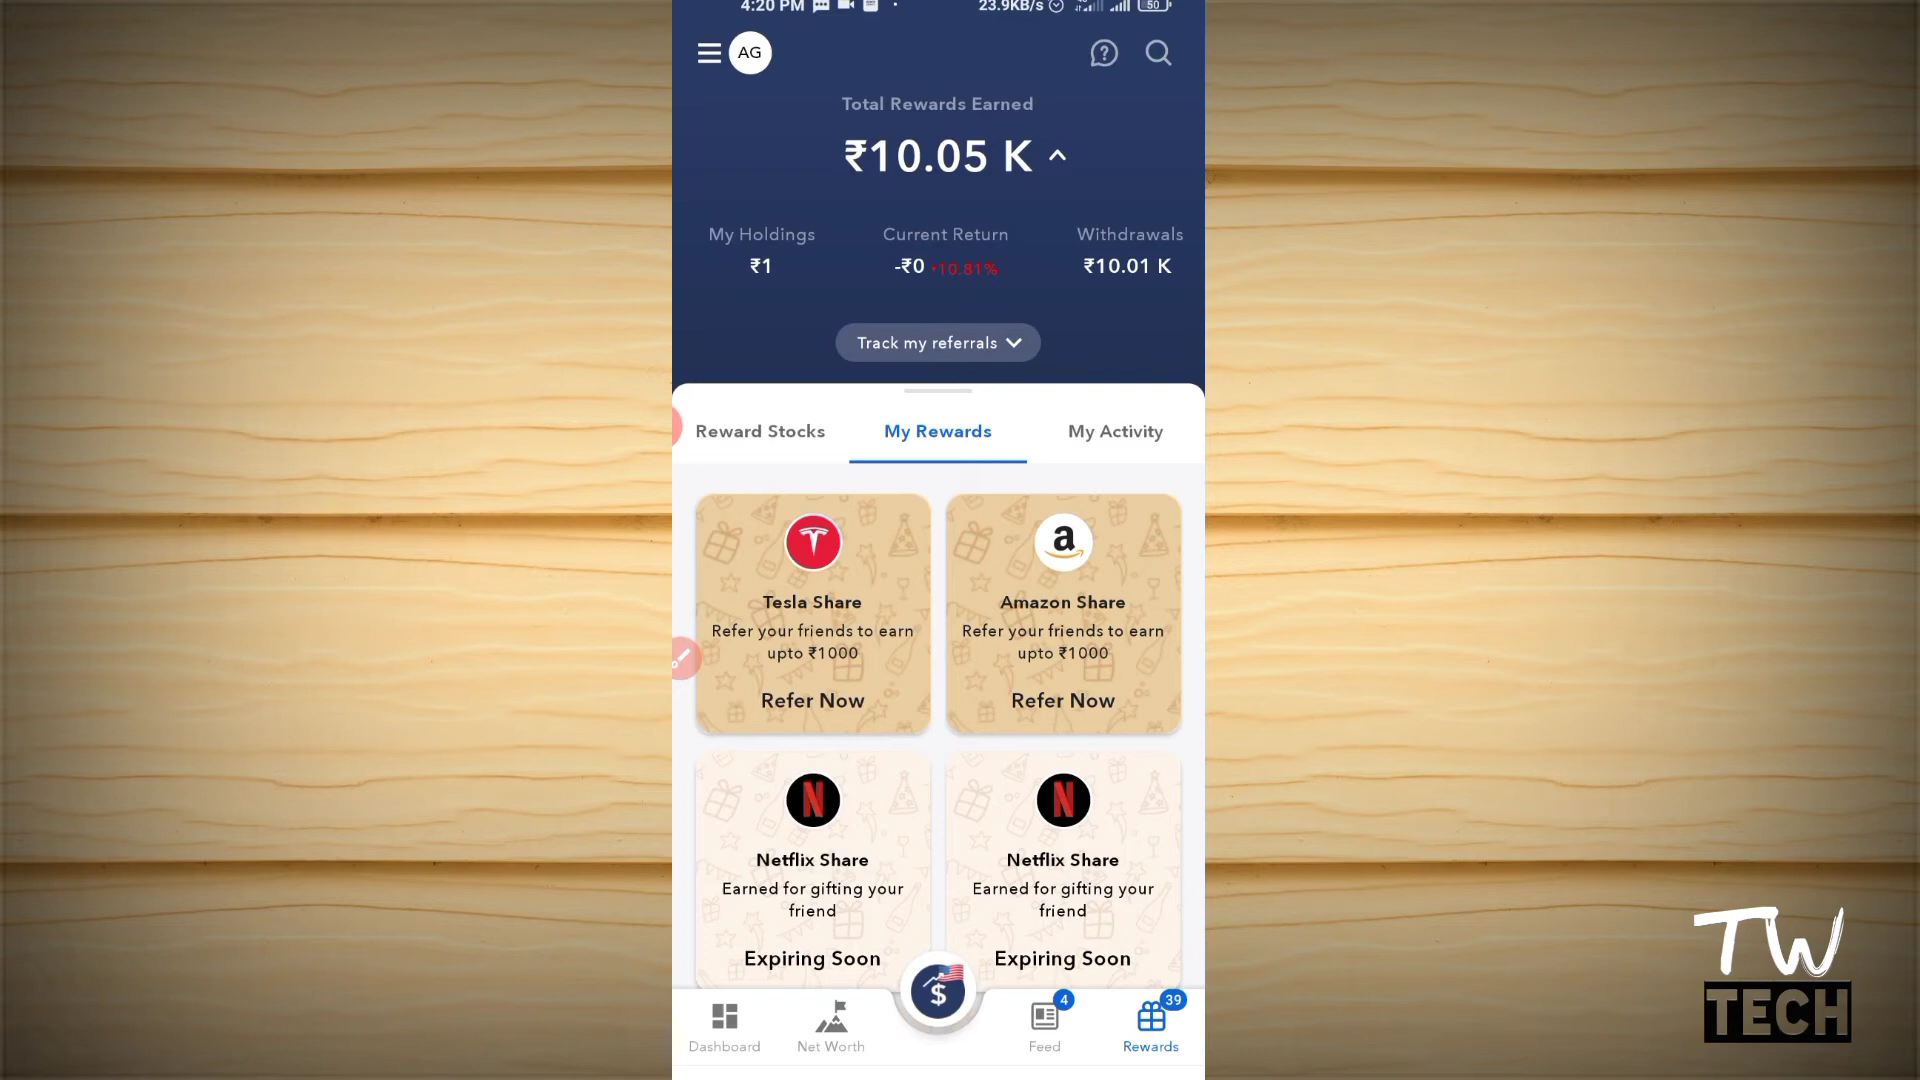 4:20 PM
23.9KB/s
50
AG
Total Rewards Earned
₹10.05 K
My Holdings
Current Return
Withdrawals
₹1
-₹0
10.81%
₹10.01 K
Track my referrals
Reward Stocks
My Rewards
My Activity
Tesla Share
Refer your friends to earn
upto ₹1000
Refer Now
a
Amazon Share
Refer your friends to earn
upto ₹1000
Refer Now
N
Netflix Share
Earned for gifting your
friend
Expiring Soon
N
Netflix Share
Earned for gifting your
friend
Expiring Soon
$
4
39
Dashboard
Net Worth
Feed
Rewards
TW
TECH